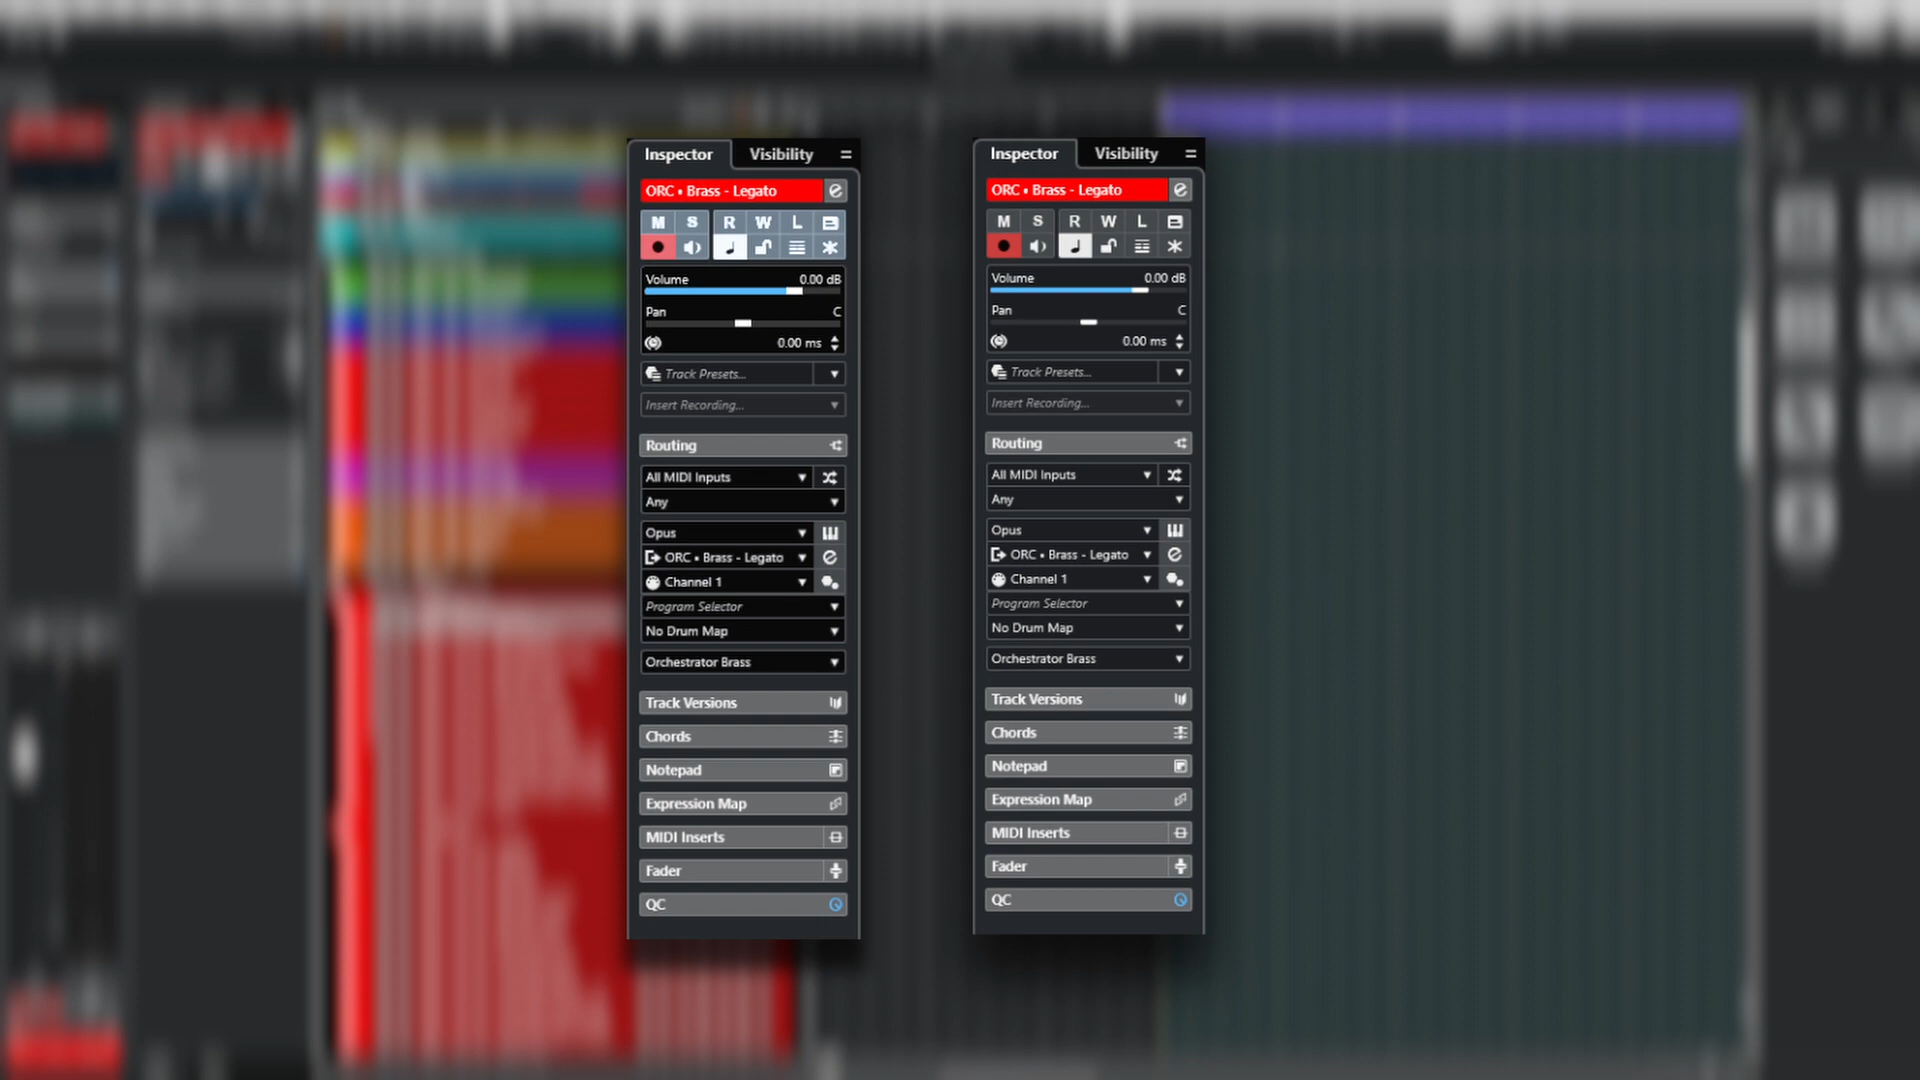 Inspector Visibility
ORC • Brass - Legato
M S R W L
Volume 0.00 dB
Pan C
0.00 ms
Track Presets...
Insert Recording...
Routing
All MIDI Inputs
Any
Opus
ORC • Brass - Legato
Channel 1
Program Selector
No Drum Map
Orchestrator Brass
Track Versions
Chords
Notepad
Expression Map
MIDI Inserts
Fader
QC
Inspector Visibility
ORC • Brass - Legato
M S R W L
Volume 0.00 dB
Pan C
0.00 ms
Track Presets...
Insert Recording...
Routing
All MIDI Inputs
Any
Opus
ORC • Brass - Legato
Channel 1
Program Selector
No Drum Map
Orchestrator Brass
Track Versions
Chords
Notepad
Expression Map
MIDI Inserts
Fader
QC